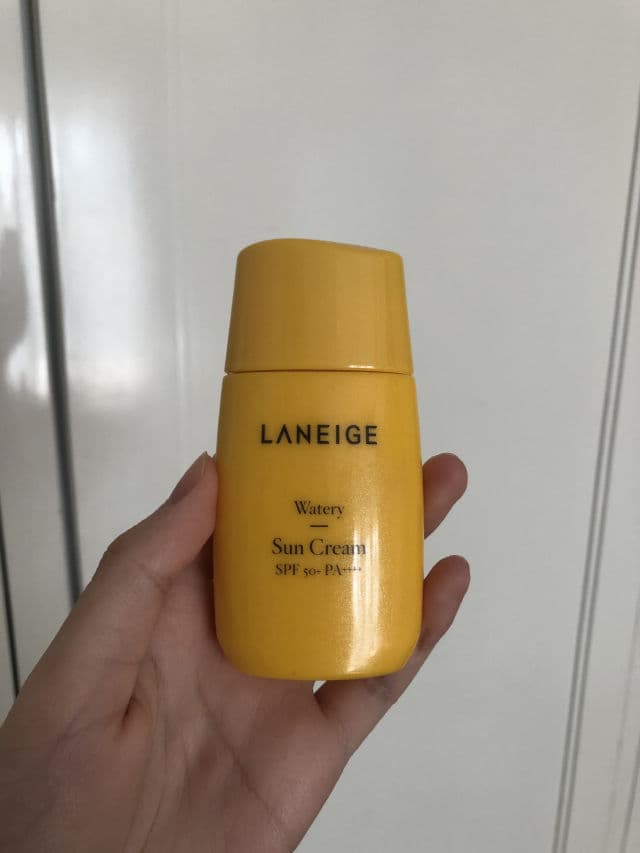 LANEIGE
Watery
Sun Cream
SPF 50+ PA++++